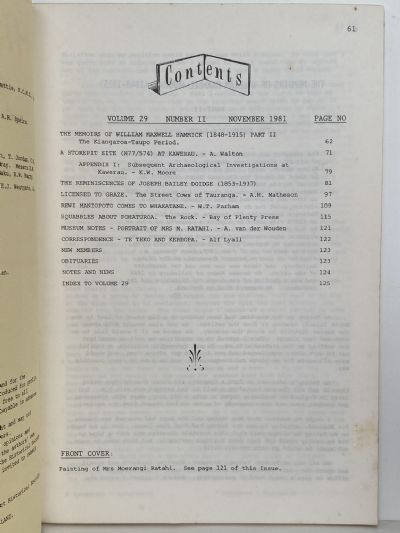 61
Contents
VOLUME 29 NUMBER II NOVEMBER 1981 PAGE NO
THE MEMOIRS OF WILLIAM MAXWELL HAMMICK (1848-1915) PART II
The Kiangaroa-Taupo Period. 62
A STOREPIT SITE (N77/574) AT KAWERAU. - A. Walton 71
APPENDIX I: Subsequent Archaeological Investigations at
Kawerau. - K.W. Moore 79
THE REMINISCENCES OF JOSEPH BAILEY DOIDGE (1853-1937) 81
LICENSED TO GRAZE. The Street Cows of Tauranga. - A.H. Matheson 97
REWI MANIOPOTO COMES TO WHAKATANE. - W.T. Parham 109
SQUABBLES ABOUT POHATUROA. The Rock. - Bay of Plenty Press 115
MUSEUM NOTES - PORTRAIT OF MRS M. RATAHI. - A. van der Wouden 121
CORRESPONDENCE - TE TEKO AND KEREOPA. - Alf Lyall 122
NEW MEMBERS 123
OBITUARIES 123
NOTES AND NEWS 124
INDEX TO VOLUME 29 125
FRONT COVER:
Painting of Mrs Moerangi Ratahi. See page 121 of this Issue.